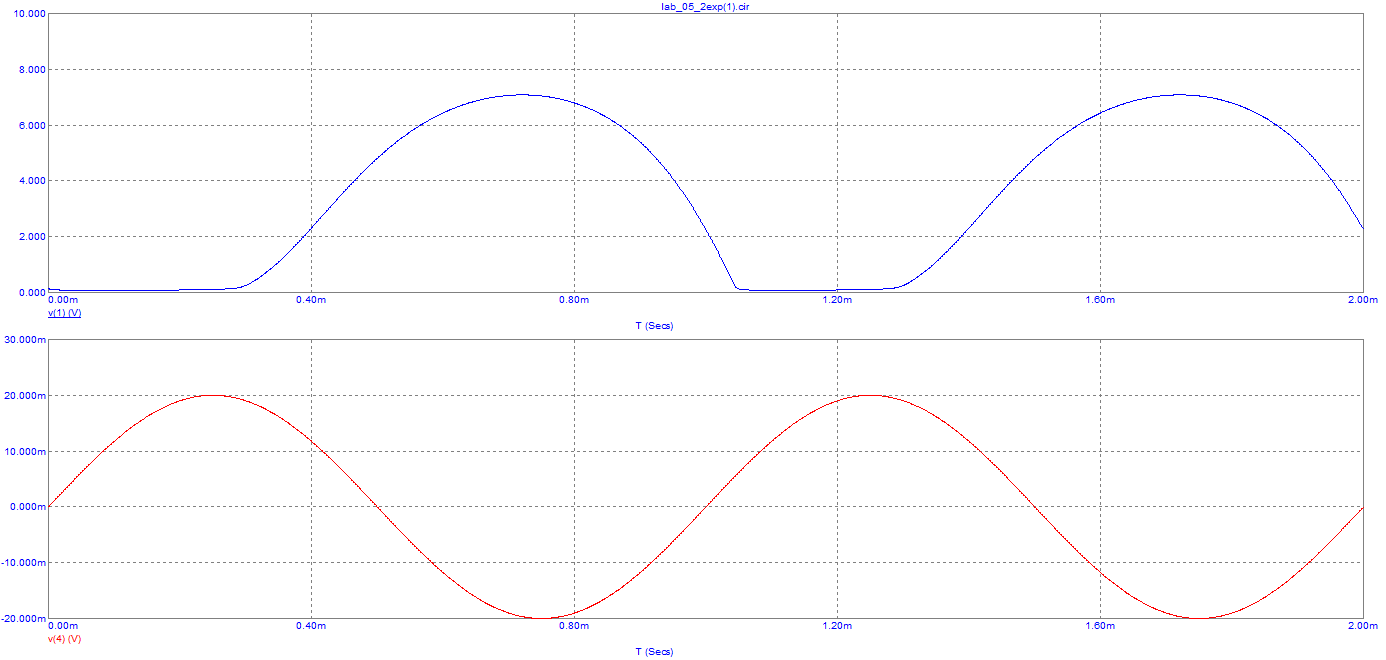 lab_05_2exp(1).cir
10.000
8.000
6.000
4.000
2.000
0.000
0.00m 0.40m 0.80m 1.20m 1.60m 2.00m
v(1) (V)
T (Secs)
30.000m
20.000m
10.000m
0.000m
-10.000m
-20.000m
0.00m 0.40m 0.80m 1.20m 1.60m 2.00m
v(4) (V)
T (Secs)